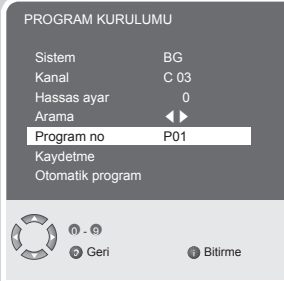 PROGRAM KURULUMU
Sistem BG
Kanal C 03
Hassas ayar 0
Arama
Program no P01
Kaydetme
Otomatik program
0 - 9
Geri Bitirme